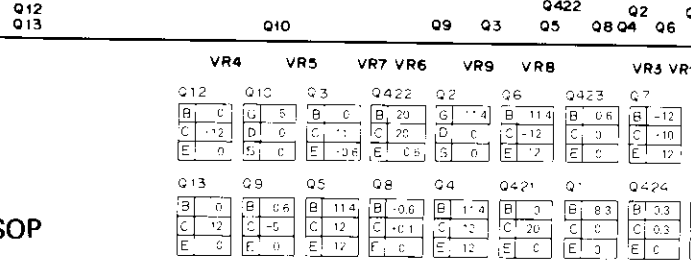 Q12 Q422 Q2
Q13 Q10 Q9 Q3 Q5 Q8 Q4 Q6
VR4 VR5 VR7 VR6 VR9 VR8 VR3
Q12 Q10 Q3 Q422 Q2 Q6 Q423 Q7
B 0 G 5 B 0 B 20 G B 11.4 B 0.6 B -12
C -12 D 0 C C 20 D 0 C -12 C 0 C -10
E 0 S 0 E -0.6 E 0.6 S 0 E 12 E 0 E 12
Q13 Q9 Q5 Q8 Q4 Q421 Q1 Q424
B 0 B 0.6 B 11.4 B -0.6 B 11.4 B B 8.3 B 0.3
SOP
C 12 C -5 C 12 C -0.1 C 12 C 20 C 0 C 0.3
E 0 E 0 E 12 E 0 E 12 E 0 E E 0